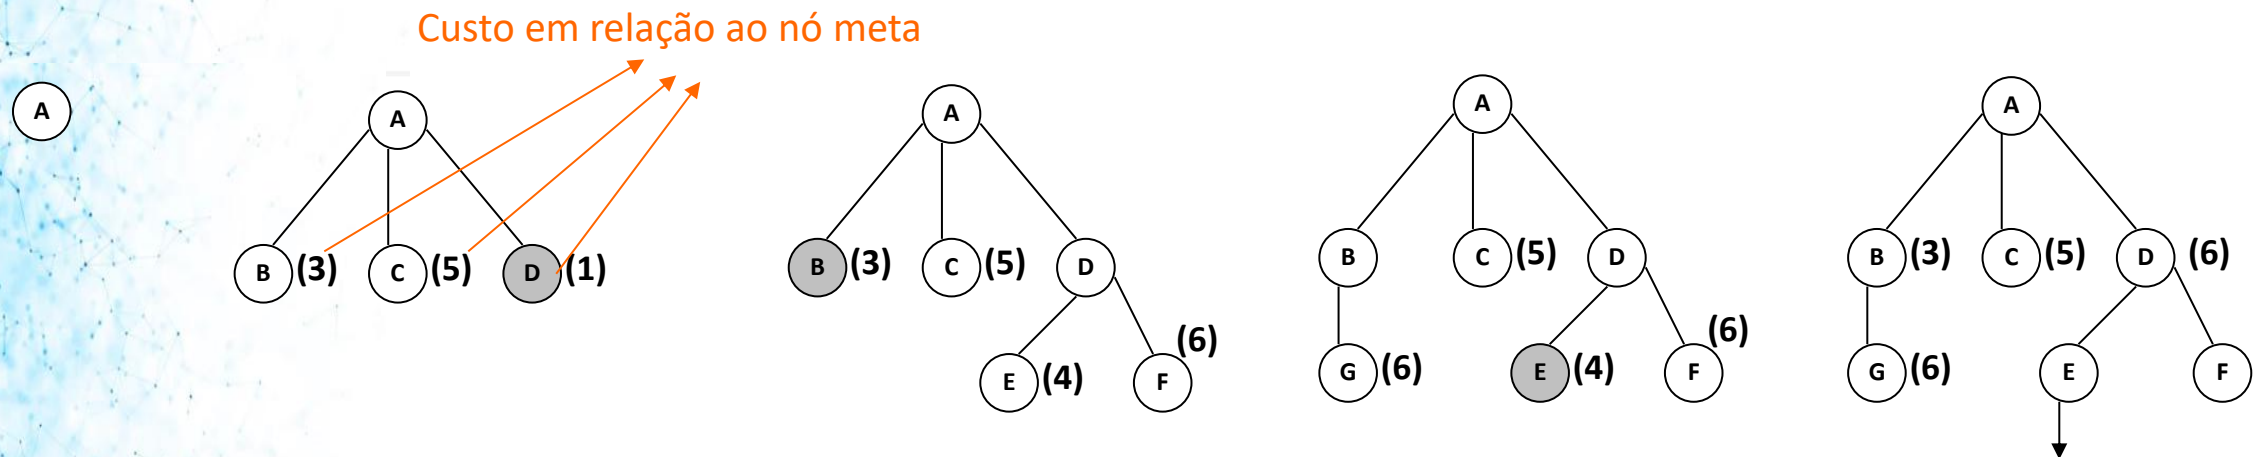 Custo em relação ao nó meta
A
A
B (3) C (5) D (1)
A
B (3) C (5) D
(6)
E (4) F
A
B C (5) D
(6)
G (6) E (4) F
A
B (3) C (5) D (6)
G (6) E F